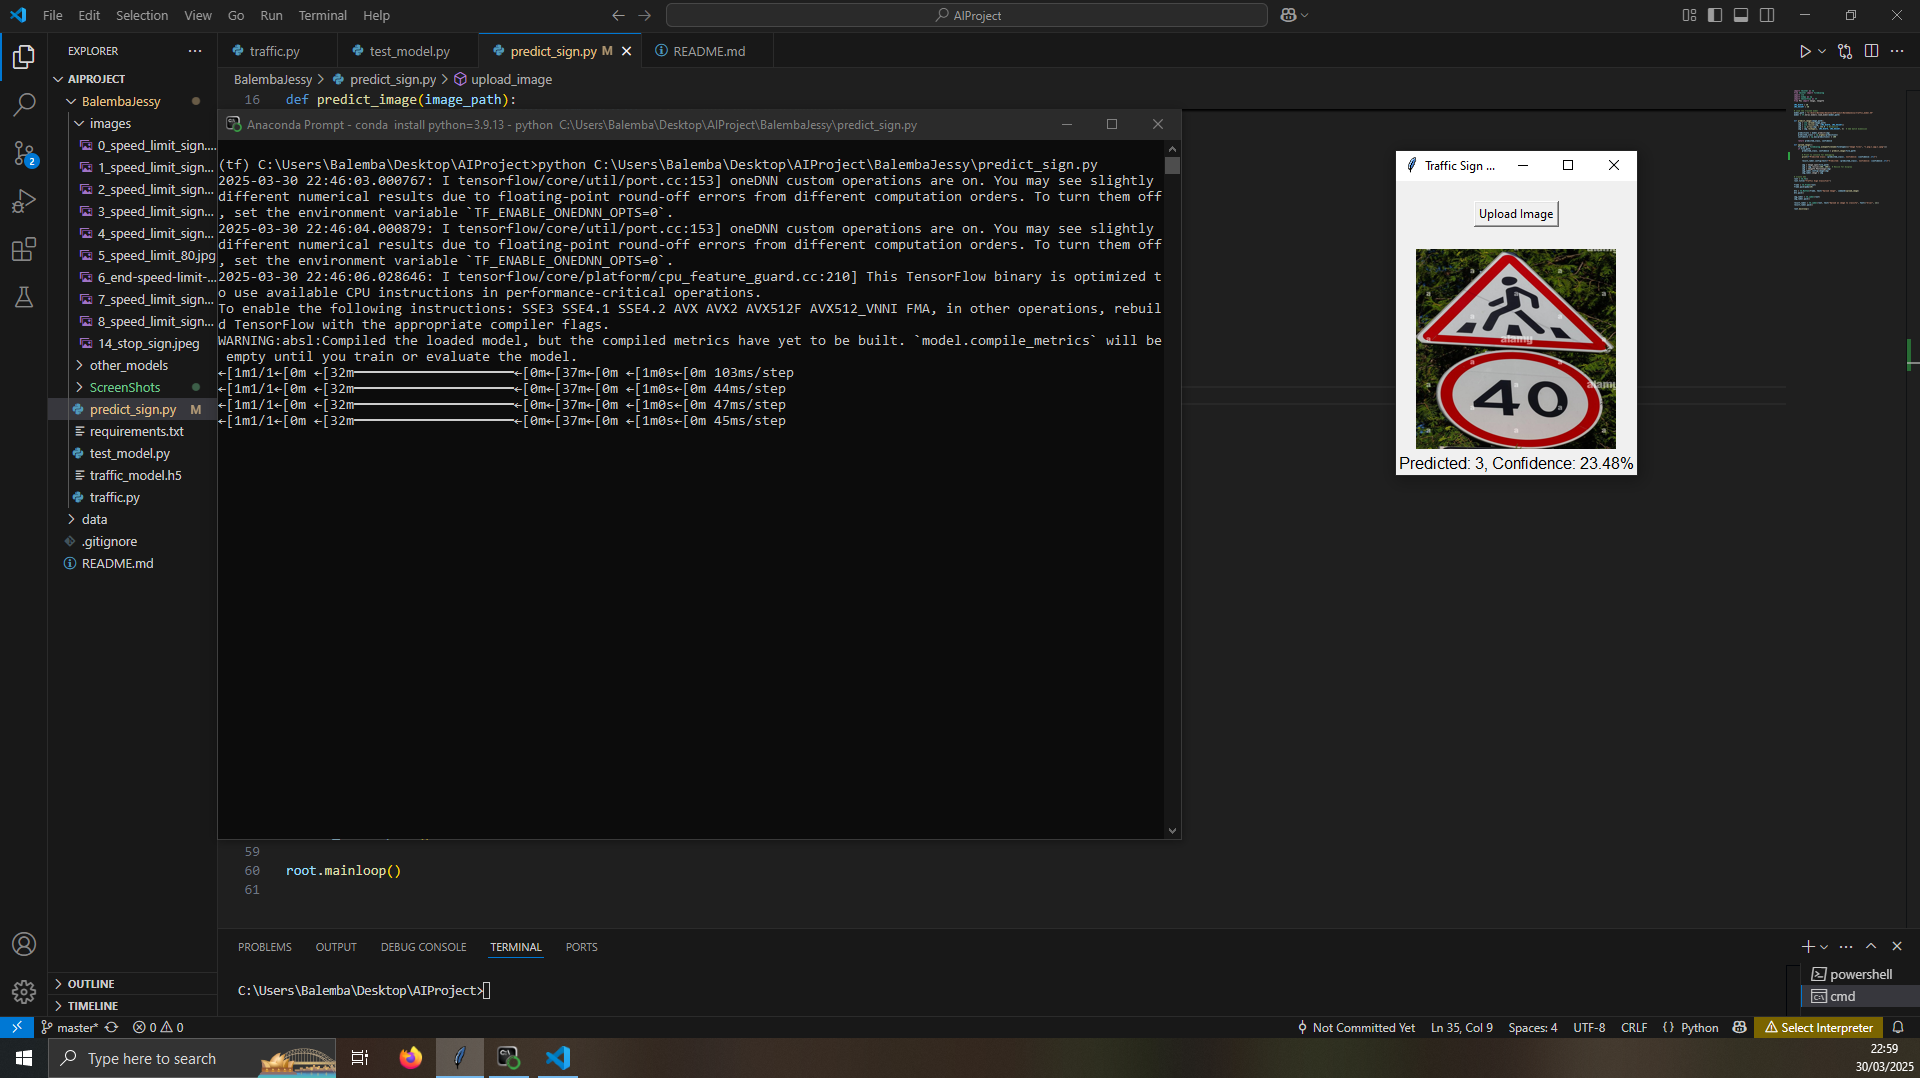 File Edit Selection View Go Run Terminal Help
AIProject
EXPLORER
AIPROJECT
BalembaJessy
images
0_speed_limit_sign....
1_speed_limit_sign...
2_speed_limit_sign...
3_speed_limit_sign...
4_speed_limit_sign...
5_speed_limit_80.jpg
6_end-speed-limit-...
7_speed_limit_sign...
8_speed_limit_sign...
14_stop_sign.jpeg
other_models
ScreenShots
predict_sign.py M
requirements.txt
test_model.py
traffic_model.h5
traffic.py
data
.gitignore
README.md
OUTLINE
TIMELINE
2
traffic.py test_model.py predict_sign.py M README.md
BalembaJessy > predict_sign.py > upload_image
16 def predict_image(image_path):
Anaconda Prompt - conda install python=3.9.13 - python C:\Users\Balemba\Desktop\AIProject\BalembaJessy\predict_sign.py
(tf) C:\Users\Balemba\Desktop\AIProject>python C:\Users\Balemba\Desktop\AIProject\BalembaJessy\predict_sign.py
2025-03-30 22:46:03.000767: I tensorflow/core/util/port.cc:153] oneDNN custom operations are on. You may see slightly
different numerical results due to floating-point round-off errors from different computation orders. To turn them off
, set the environment variable `TF_ENABLE_ONEDNN_OPTS=0`.
2025-03-30 22:46:04.000879: I tensorflow/core/util/port.cc:153] oneDNN custom operations are on. You may see slightly
different numerical results due to floating-point round-off errors from different computation orders. To turn them off
, set the environment variable `TF_ENABLE_ONEDNN_OPTS=0`.
2025-03-30 22:46:06.028646: I tensorflow/core/platform/cpu_feature_guard.cc:210] This TensorFlow binary is optimized t
o use available CPU instructions in performance-critical operations.
To enable the following instructions: SSE3 SSE4.1 SSE4.2 AVX AVX2 AVX512F AVX512_VNNI FMA, in other operations, rebuil
d TensorFlow with the appropriate compiler flags.
WARNING:absl:Compiled the loaded model, but the compiled metrics have yet to be built. `model.compile_metrics` will be
empty until you train or evaluate the model.
←[1m1/1←[0m ←[32m━━━━━━━━━━━━━━━━━━━━←[0m←[37m←[0m ←[1m0s←[0m 103ms/step
←[1m1/1←[0m ←[32m━━━━━━━━━━━━━━━━━━━━←[0m←[37m←[0m ←[1m0s←[0m 44ms/step
←[1m1/1←[0m ←[32m━━━━━━━━━━━━━━━━━━━━←[0m←[37m←[0m ←[1m0s←[0m 47ms/step
←[1m1/1←[0m ←[32m━━━━━━━━━━━━━━━━━━━━←[0m←[37m←[0m ←[1m0s←[0m 45ms/step
59
60 root.mainloop()
61
Traffic Sign ...
Upload Image
alamy
40
Predicted: 3, Confidence: 23.48%
PROBLEMS OUTPUT DEBUG CONSOLE TERMINAL PORTS
C:\Users\Balemba\Desktop\AIProject>
powershell
cmd
master* 0 0 Not Committed Yet Ln 35, Col 9 Spaces: 4 UTF-8 CRLF {} Python Select Interpreter
Type here to search
22:59
30/03/2025